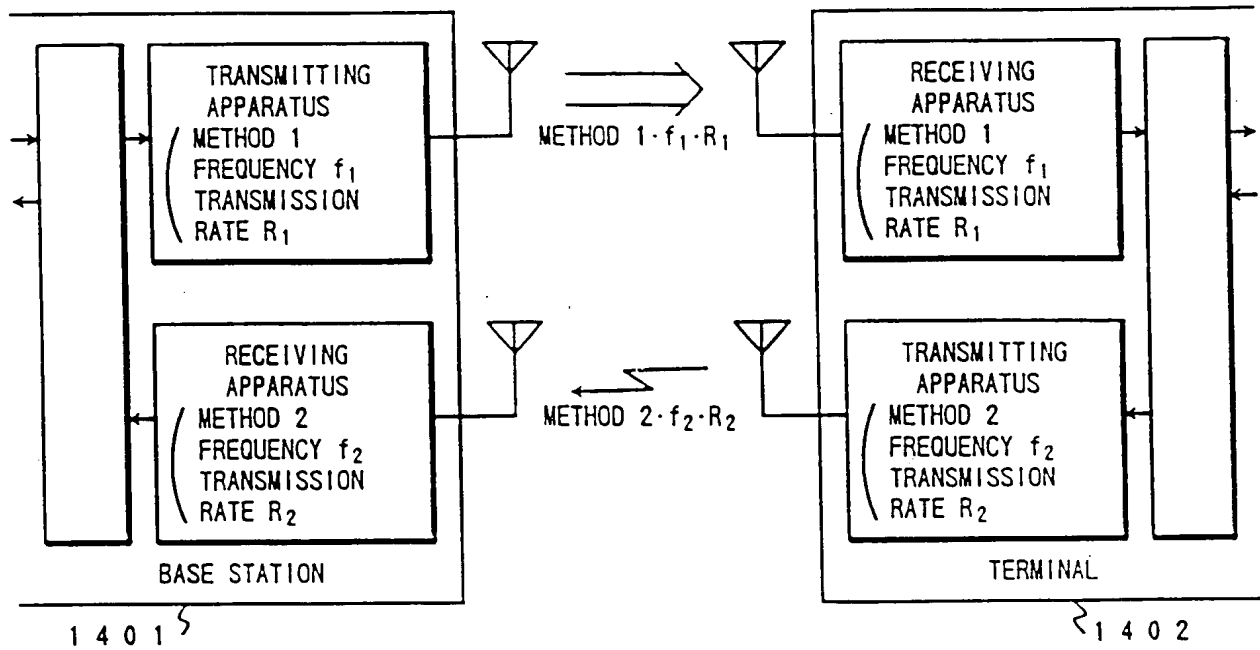 TRANSMITTING
APPARATUS
METHOD 1
FREQUENCY f₁
TRANSMISSION
RATE R₁
METHOD 1·f₁·R₁
RECEIVING
APPARATUS
METHOD 1
FREQUENCY f₁
TRANSMISSION
RATE R₁
RECEIVING
APPARATUS
METHOD 2
FREQUENCY f₂
TRANSMISSION
RATE R₂
METHOD 2·f₂·R₂
TRANSMITTING
APPARATUS
METHOD 2
FREQUENCY f₂
TRANSMISSION
RATE R₂
BASE STATION
TERMINAL
1401
1402